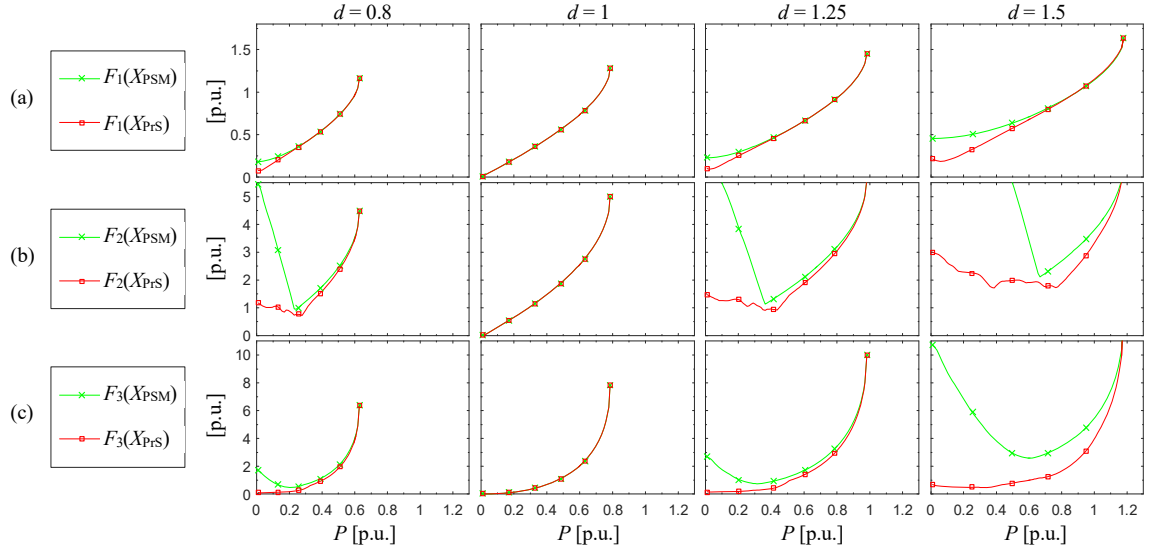 d = 0.8 d = 1 d = 1.25 d = 1.5
(a)
F1(XPSM)
F1(XPrS)
[p.u.]
1.5
1
0.5
0
(b)
F2(XPSM)
F2(XPrS)
[p.u.]
5
4
3
2
1
0
(c)
F3(XPSM)
F3(XPrS)
[p.u.]
10
8
6
4
2
0
0 0.2 0.4 0.6 0.8 1 1.2 0 0.2 0.4 0.6 0.8 1 1.2 0 0.2 0.4 0.6 0.8 1 1.2 0 0.2 0.4 0.6 0.8 1 1.2
P [p.u.] P [p.u.] P [p.u.] P [p.u.]